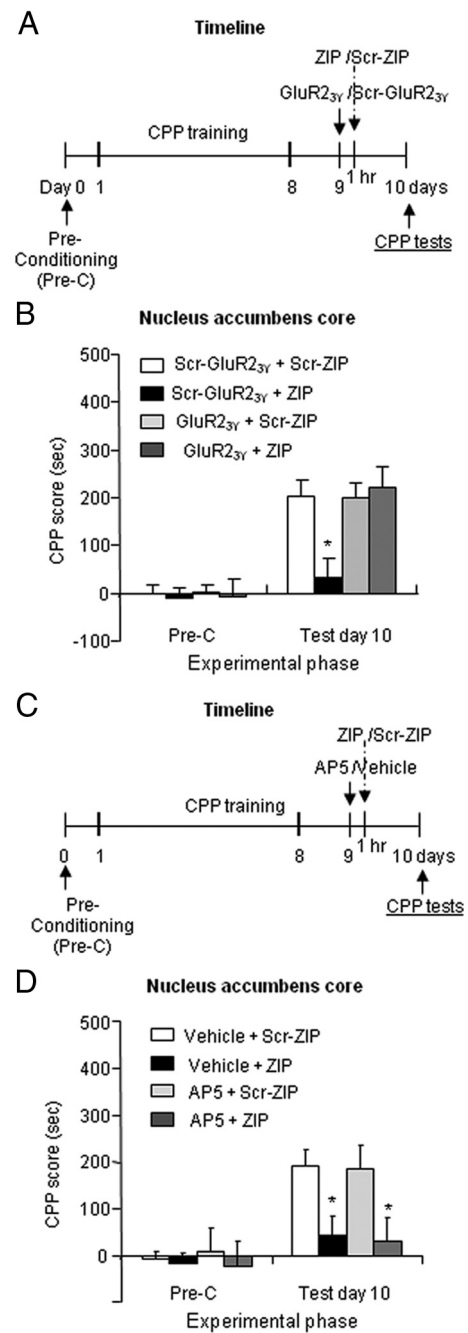 A
Timeline
ZIP /Scr-ZIP
GluR2₃Y /Scr-GluR2₃Y
CPP training
Day 0 1 8 9 1 hr 10 days
Pre-
Conditioning
(Pre-C)
CPP tests
B
Nucleus accumbens core
CPP score (sec)
500
400
300
200
100
0
-100
Scr-GluR2₃Y + Scr-ZIP
Scr-GluR2₃Y + ZIP
GluR2₃Y + Scr-ZIP
GluR2₃Y + ZIP
*
Pre-C Test day 10
Experimental phase
C
Timeline
ZIP /Scr-ZIP
AP5 /Vehicle
CPP training
0 1 8 9 1 hr 10 days
Pre-
Conditioning
(Pre-C)
CPP tests
D
Nucleus accumbens core
CPP score (sec)
500
400
300
200
100
0
Vehicle + Scr-ZIP
Vehicle + ZIP
AP5 + Scr-ZIP
AP5 + ZIP
* *
Pre-C Test day 10
Experimental phase